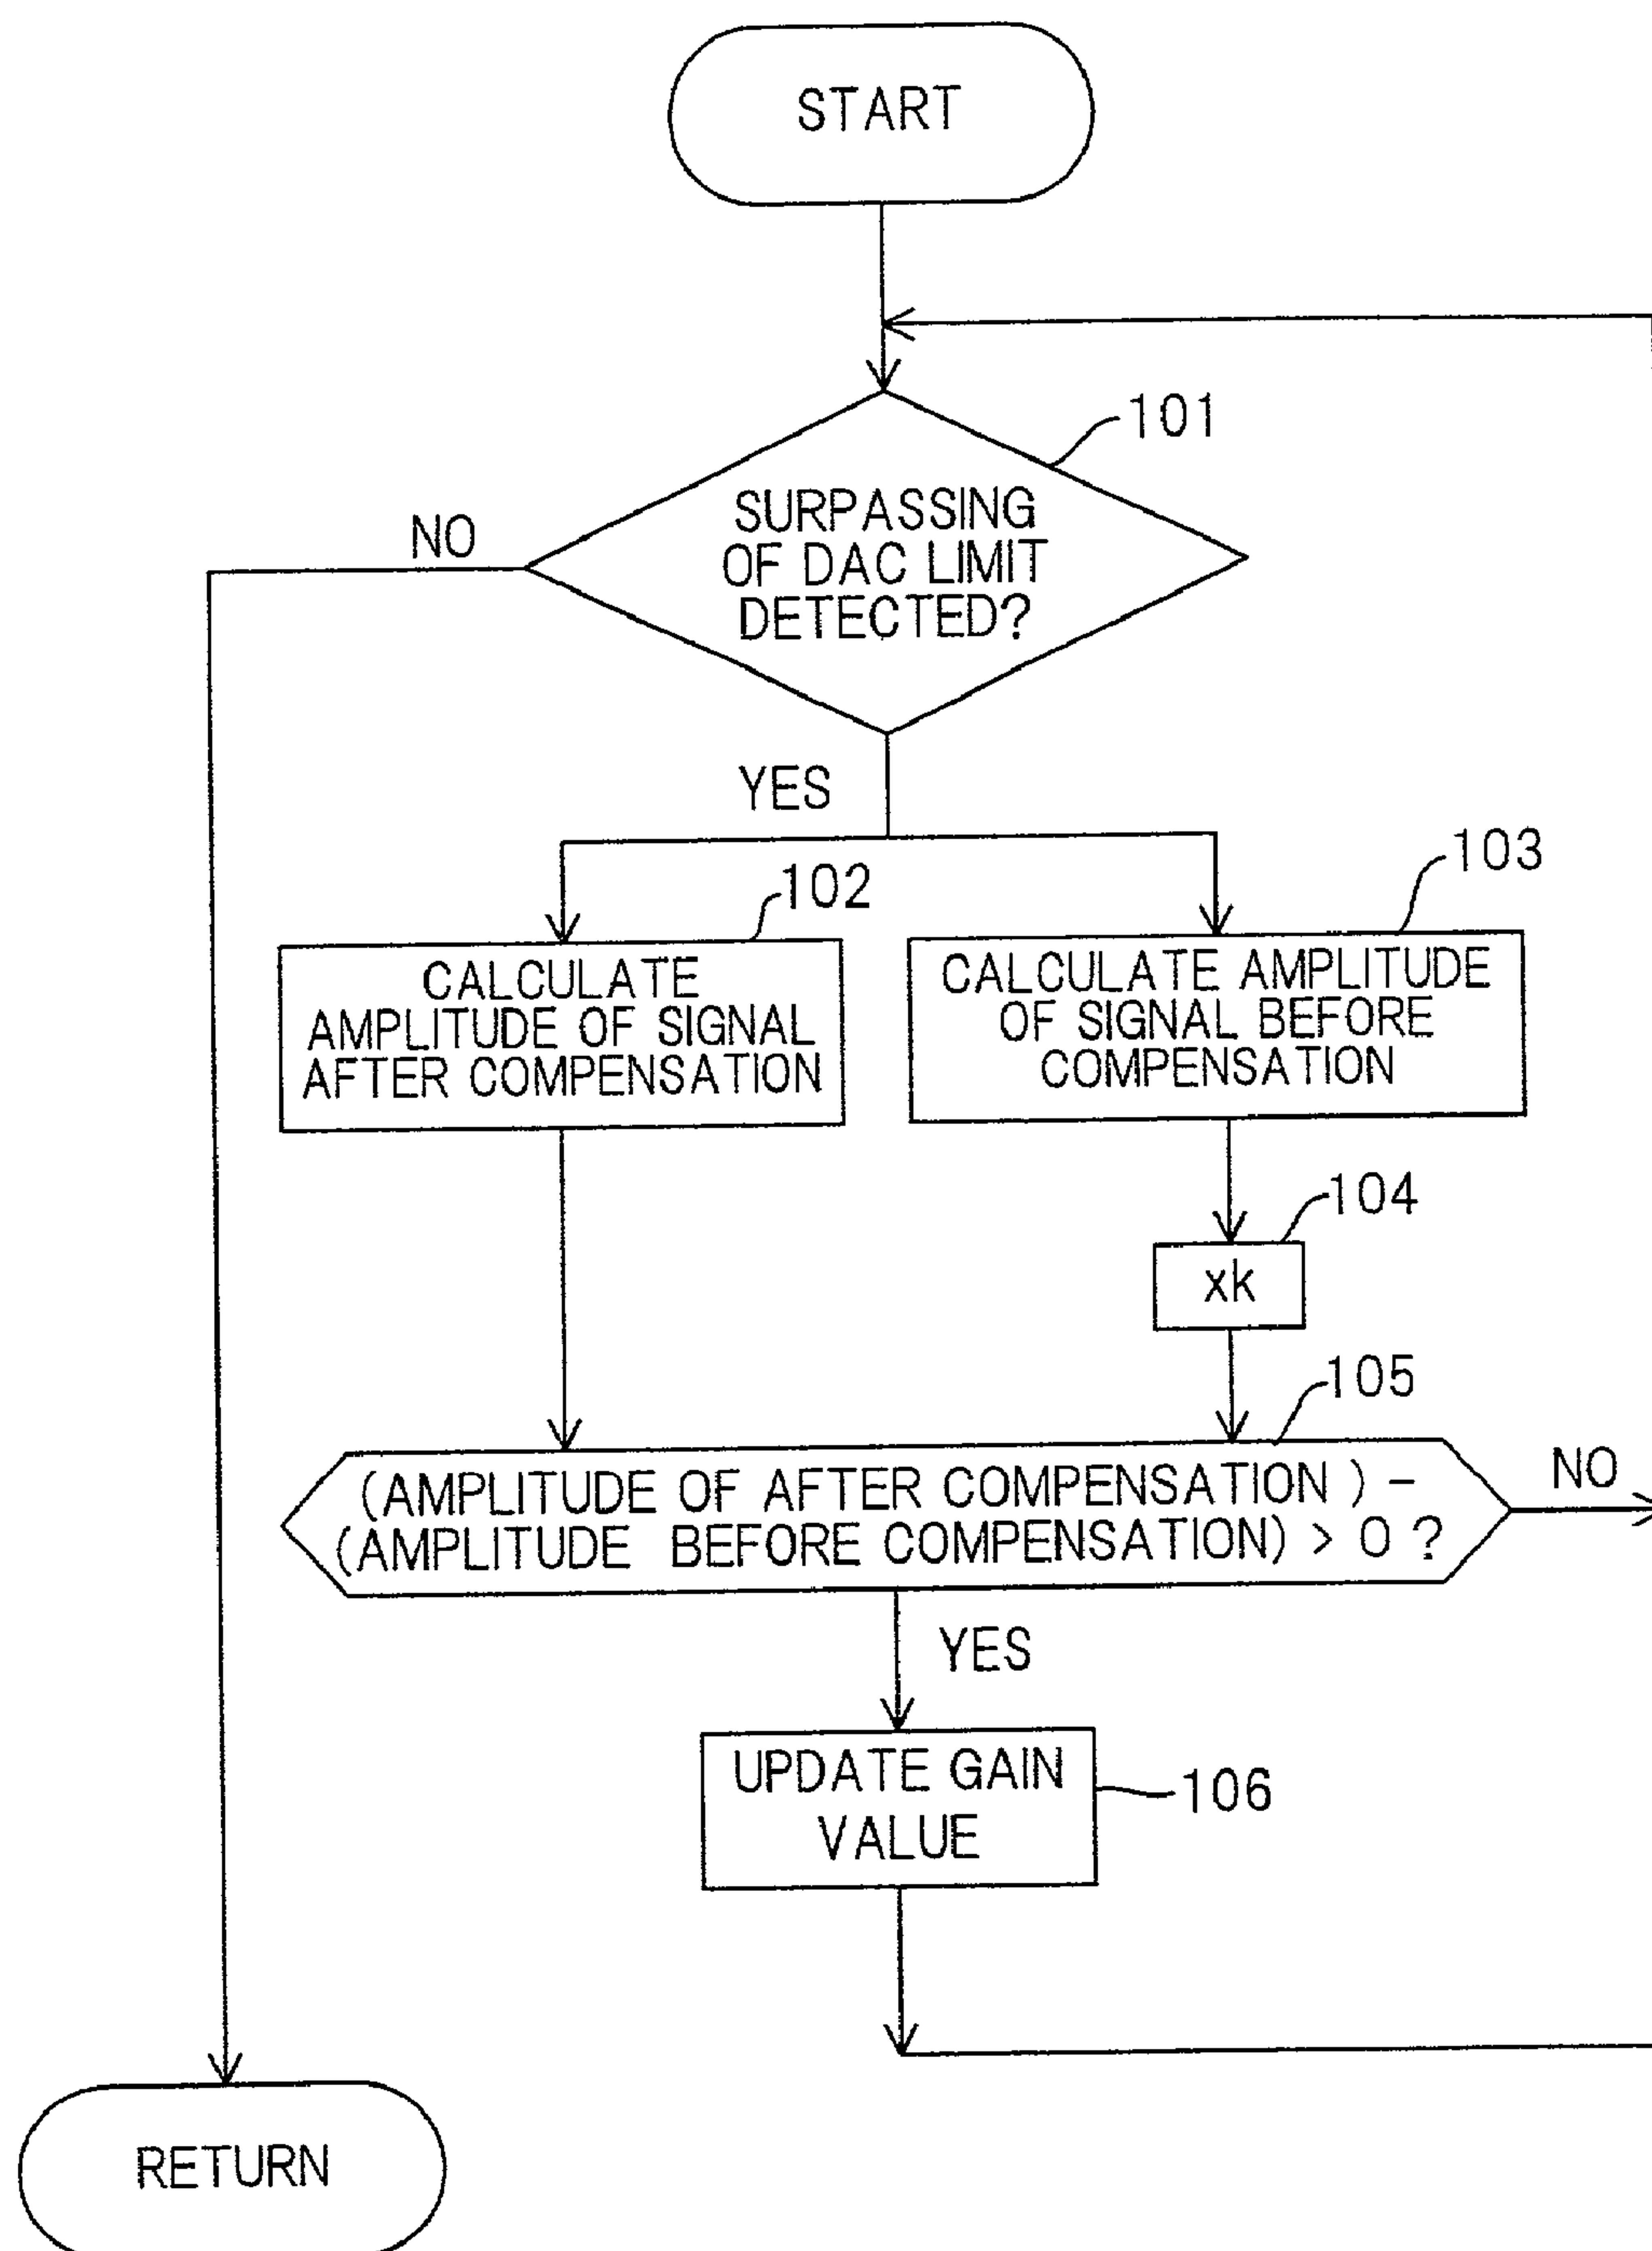 START
101
SURPASSING
OF DAC LIMIT
DETECTED?
NO
YES
102
103
CALCULATE
AMPLITUDE OF SIGNAL
AFTER COMPENSATION
CALCULATE AMPLITUDE
OF SIGNAL BEFORE
COMPENSATION
104
xk
105
(AMPLITUDE OF AFTER COMPENSATION ) -
(AMPLITUDE BEFORE COMPENSATION) > 0 ?
NO
YES
UPDATE GAIN
VALUE
106
RETURN